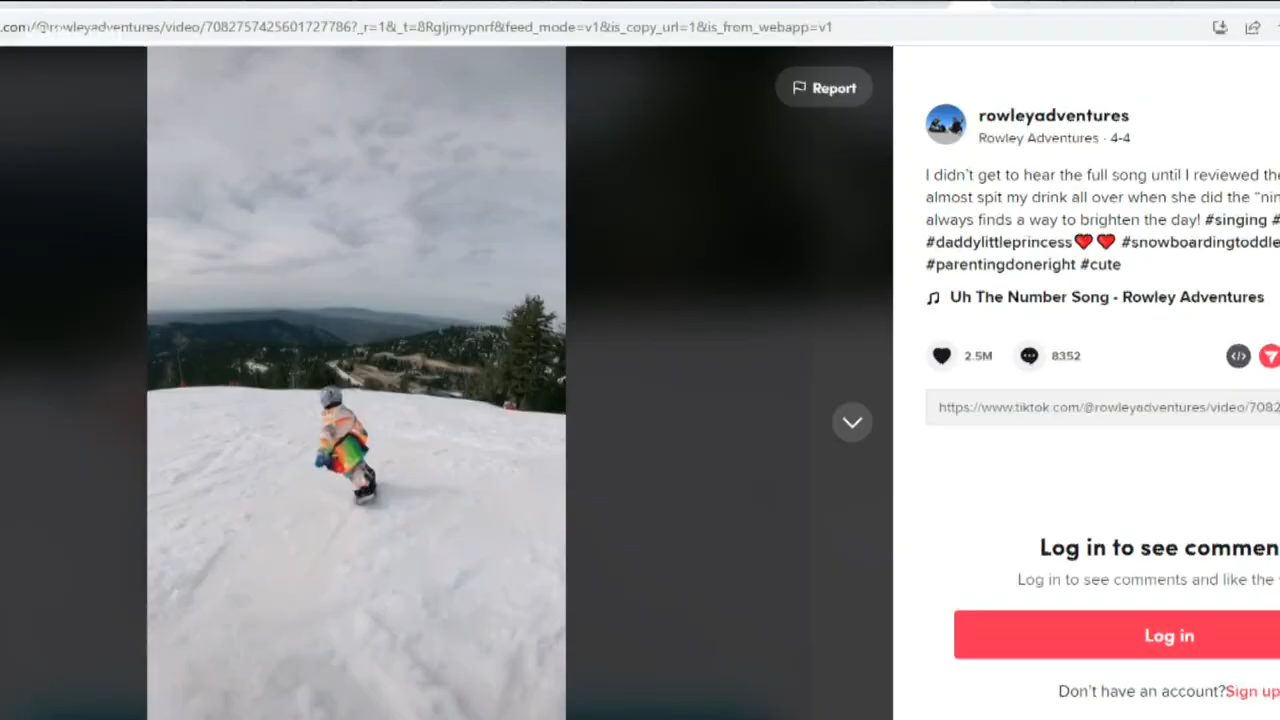 .com/@rowleyadventures/video/7082757425601727786?_r=1&_t=8Rgljmypnrf&feed_mode=v1&is_copy_url=1&is_from_webapp=v1
Report
rowleyadventures
Rowley Adventures · 4-4
I didn't get to hear the full song until I reviewed the
almost spit my drink all over when she did the "nin
always finds a way to brighten the day! #singing #
#daddylittleprincess❤️❤️ #snowboardingtoddle
#parentingdoneright #cute
Uh The Number Song - Rowley Adventures
2.5M
8352
https://www.tiktok.com/@rowleyadventures/video/7082
Log in to see commen
Log in to see comments and like the
Log in
Don't have an account?Sign up